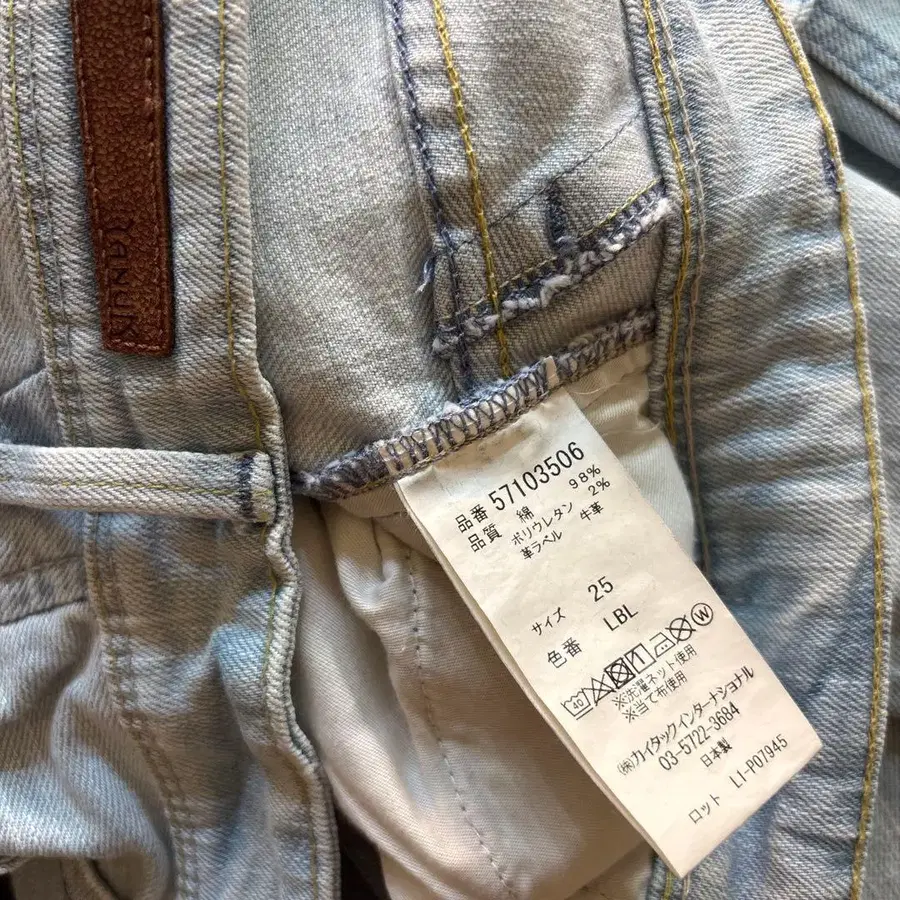 YANUK
品番 57103506
品質 綿 98%
ポリウレタン 2%
革ラベル 牛革
サイズ 25
色番 LBL
40 1 W
※洗濯ネット使用
※当て布使用
㈱カイタックインターナショナル
03-5722-3684
日本製
ロット L1-P07945